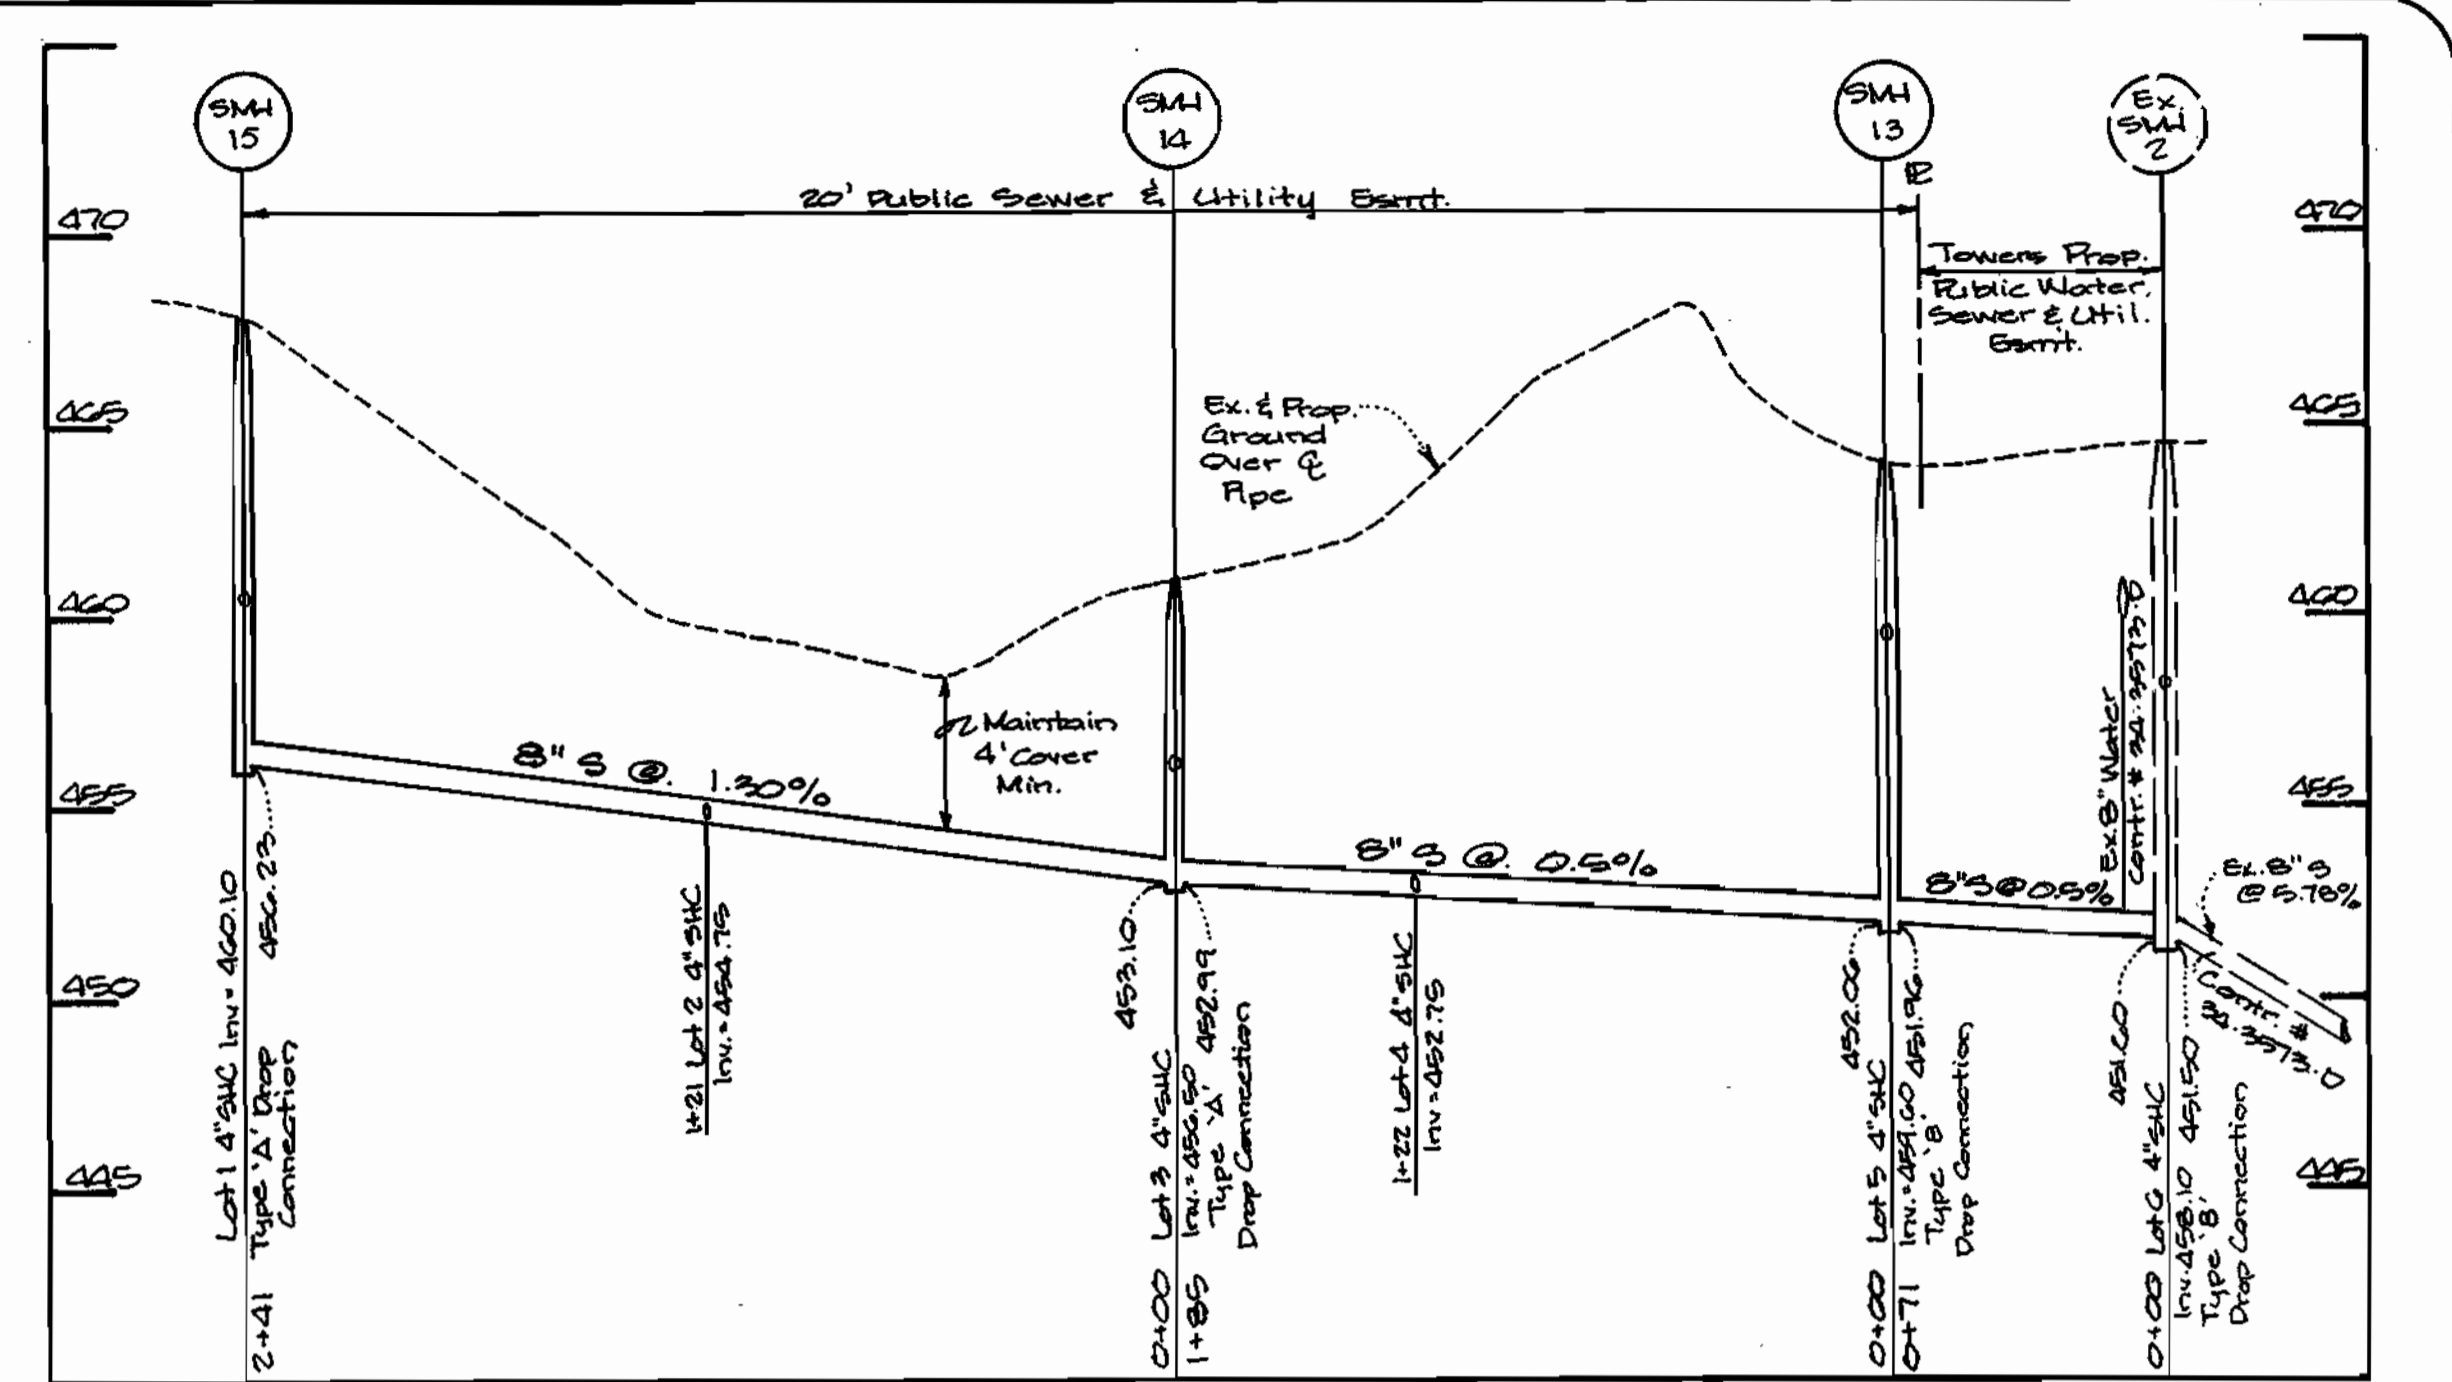 SMH
15
SMH
14
SMH
13
Ex.
SMH
2
20' Public Sewer & Utility Esmt.
470
465
460
455
450
445
470
465
460
455
445
Towers Prop.
Public Water,
Sewer & Util.
Esmt.
Ex. & Prop.
Ground
Over ℄
Pipe
Maintain
4' Cover
Min.
8" S @ 1.30%
8" S @ 0.5%
8" S @ 0.5%
Ex. 8" S
@ 5.78%
Ex. 8" Water
Contr. #
Contr. #
Lot 1 4" SHC Inv = 460.10
456.23
2+41 Type 'A' Drop
Connection
1+21 Lot 2 4" SHC
Inv. = 454.75
453.10
0+00 Lot 3 4" SHC
1+85 Inv. = 456.50 452.99
Type 'A'
Drop Connection
1+22 Lot 4 4" SHC
Inv = 452.75
452.06
0+00 Lot 5 4" SHC
0+71 Inv. = 459.60 451.96
Type 'B'
Drop Connection
451.60
0+00 Lot 6 4" SHC
Inv. 458.10 451.50
Type 'B'
Drop Connection